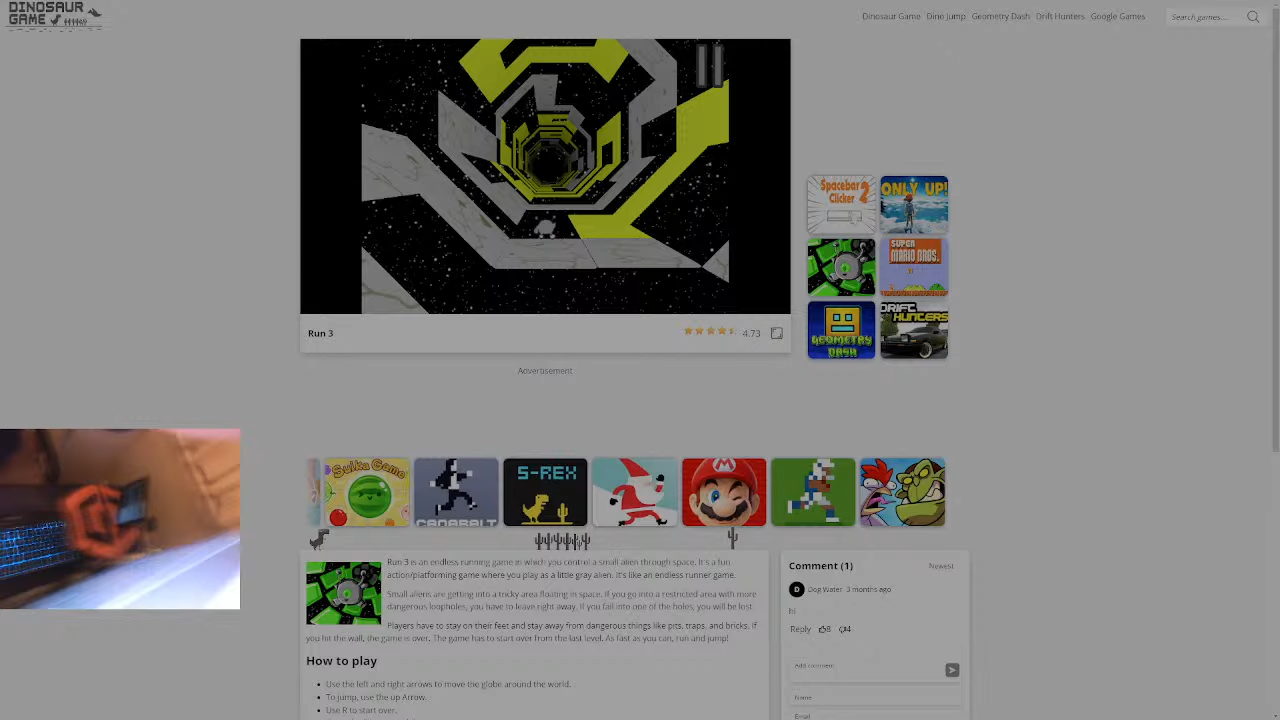 DINOSAUR
GAME
Dinosaur Game Dino Jump Geometry Dash Drift Hunters Google Games
Search games...
Spacebar
Clicker 2
ONLY UP!
SUPER
MARIO BROS.
GEOMETRY
DASH
DRIFT
HUNTERS
Run 3
4.73
Advertisement
Suika Game
CANABALT
S-REX
Run 3 is an endless running game in which you control a small alien through space. It's a fun
action/platforming game where you play as a little gray alien. It's like an endless runner game.
Small aliens are getting into a tricky area floating in space. If you go into a restricted area with more
dangerous loopholes, you have to leave right away. If you fall into one of the holes, you will be lost.
Players have to stay on their feet and stay away from dangerous things like pits, traps, and bricks. If
you hit the wall, the game is over. The game has to start over from the last level. As fast as you can, run and jump!
How to play
Use the left and right arrows to move the globe around the world.
To jump, use the up Arrow.
Use R to start over.
Comment (1)
Newest
D
Dog Water 3 months ago
hi
Reply 8 4
Add comment
Name
Email